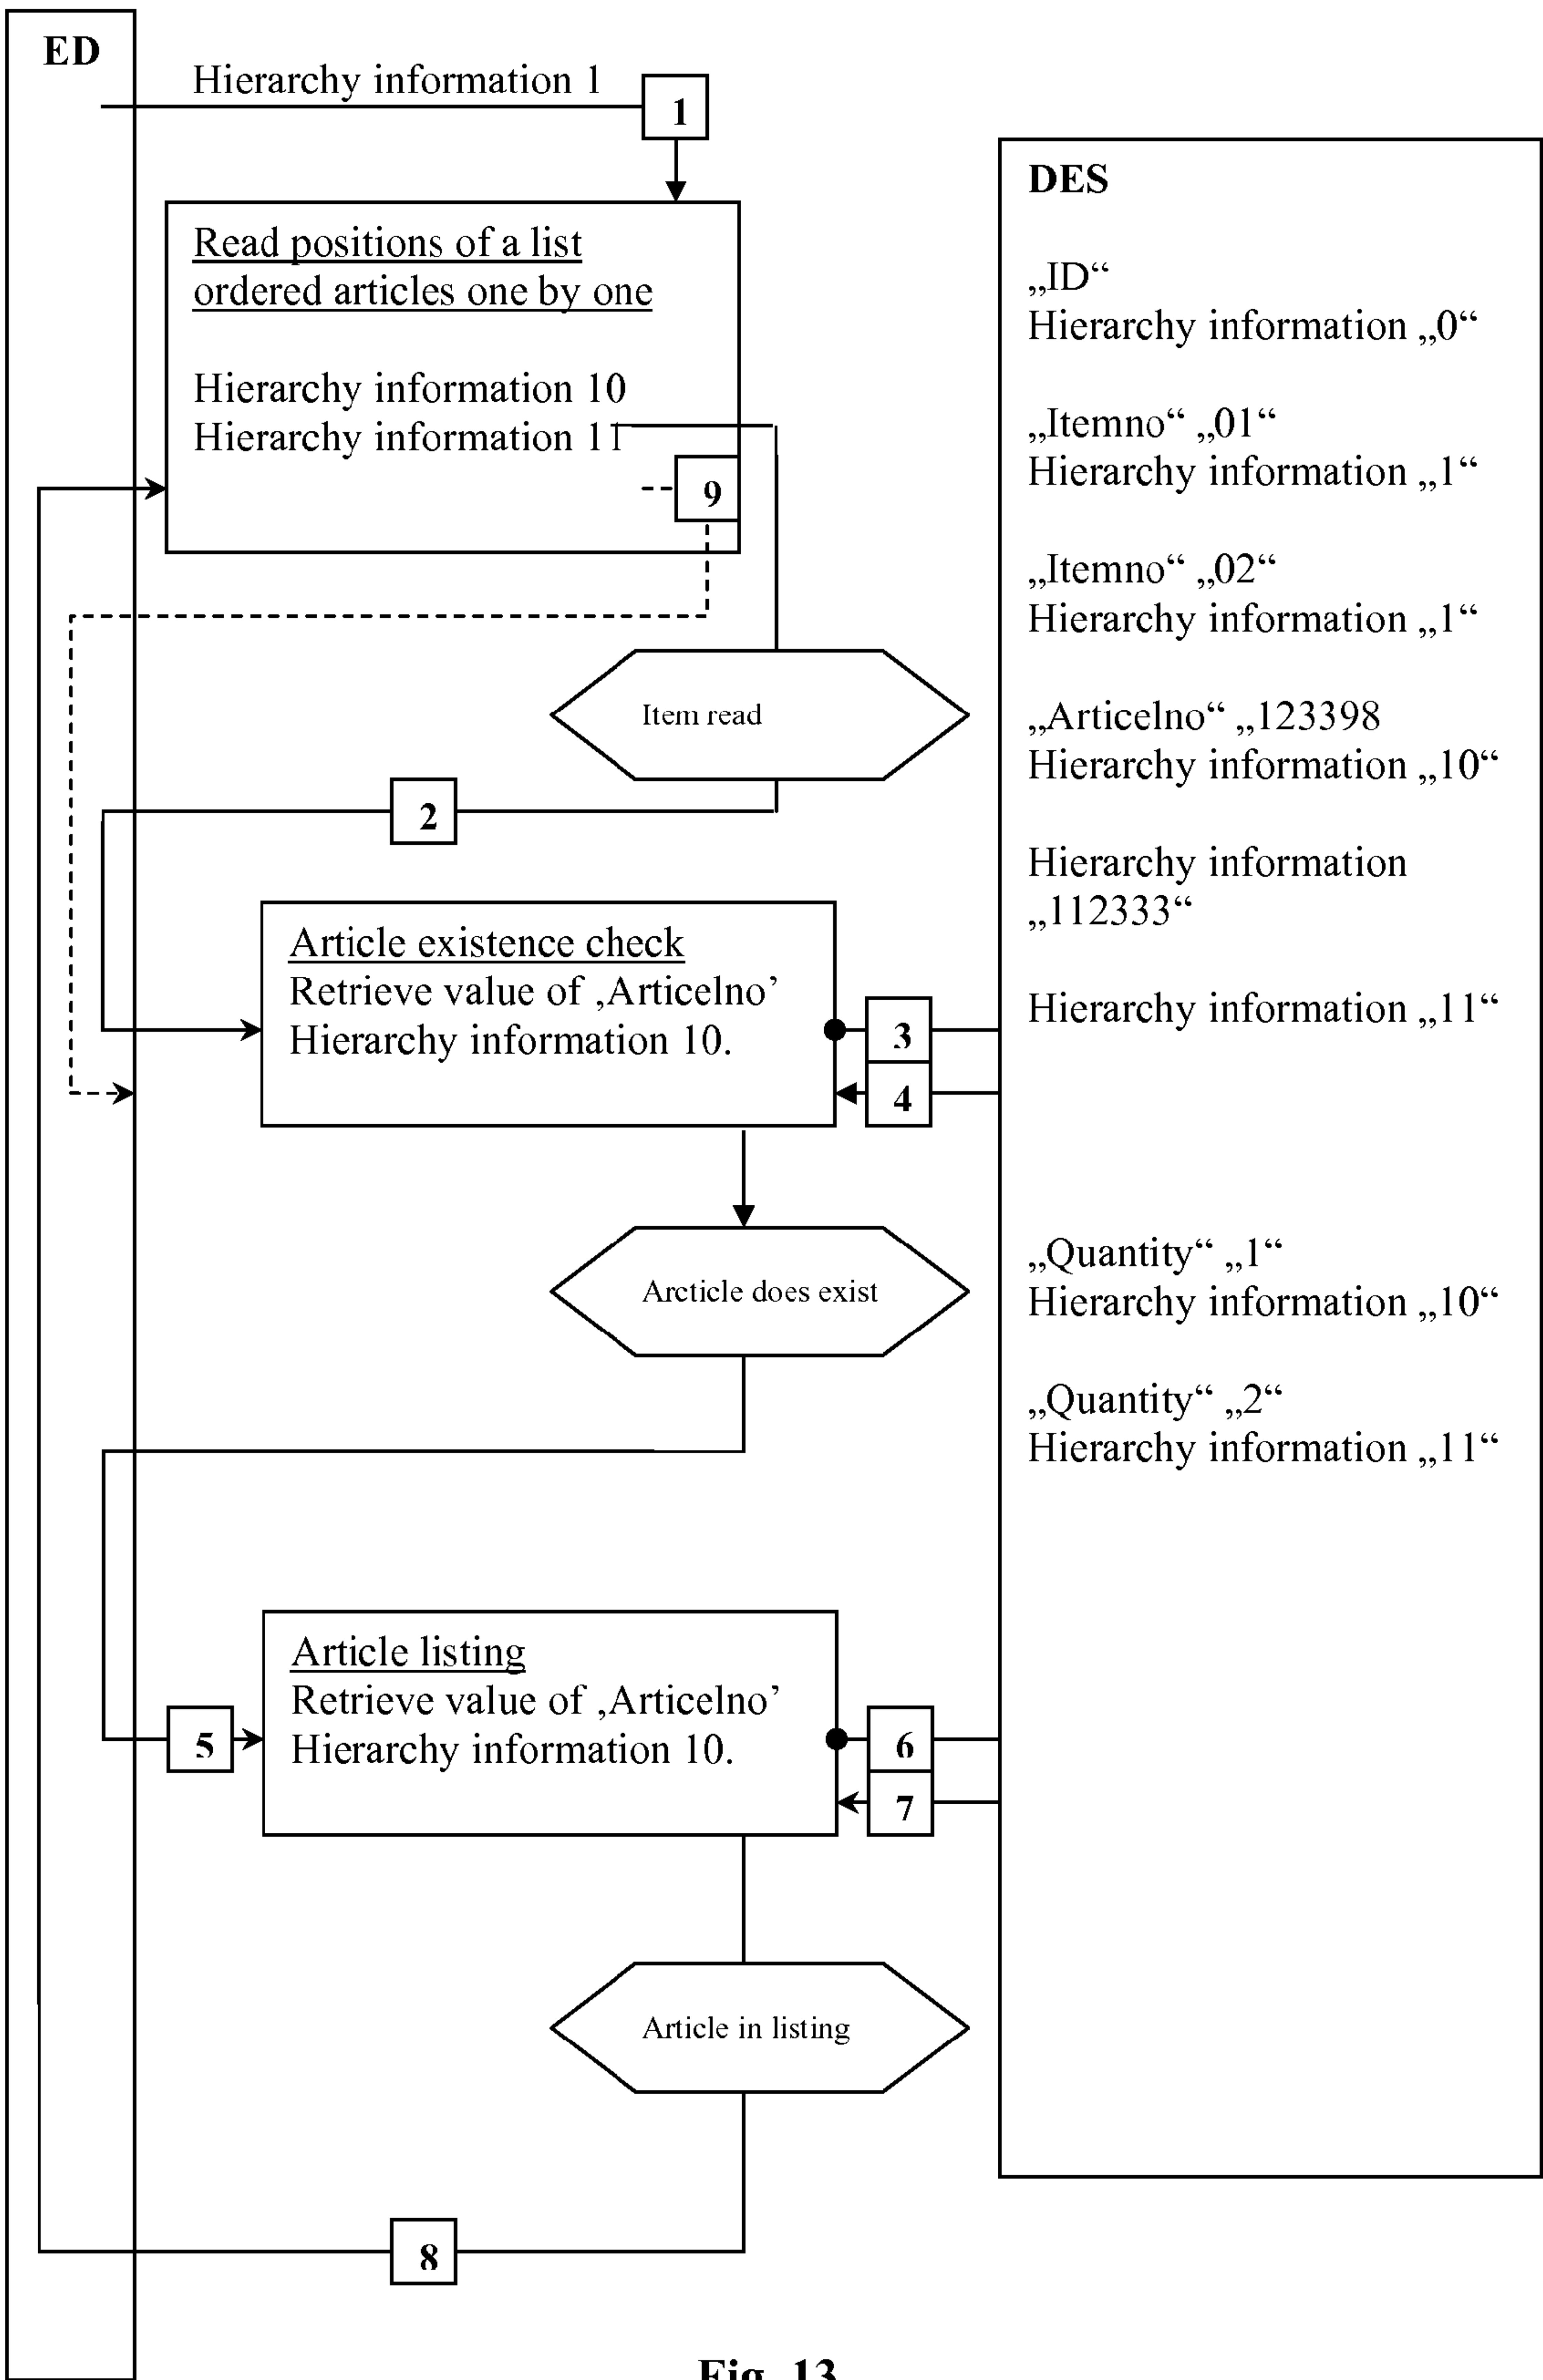 ED
Hierarchy information 1
1
Read positions of a list
ordered articles one by one
Hierarchy information 10
Hierarchy information 11
9
Item read
2
Article existence check
Retrieve value of ‚Articelno’
Hierarchy information 10.
3
4
Arcticle does exist
Article listing
Retrieve value of ‚Articelno’
Hierarchy information 10.
5
6
7
Article in listing
8
DES
„ID“
Hierarchy information „0“
„Itemno“ „01“
Hierarchy information „1“
„Itemno“ „02“
Hierarchy information „1“
„Articelno“ „123398
Hierarchy information „10“
Hierarchy information
„112333“
Hierarchy information „11“
„Quantity“ „1“
Hierarchy information „10“
„Quantity“ „2“
Hierarchy information „11“
Fig. 13